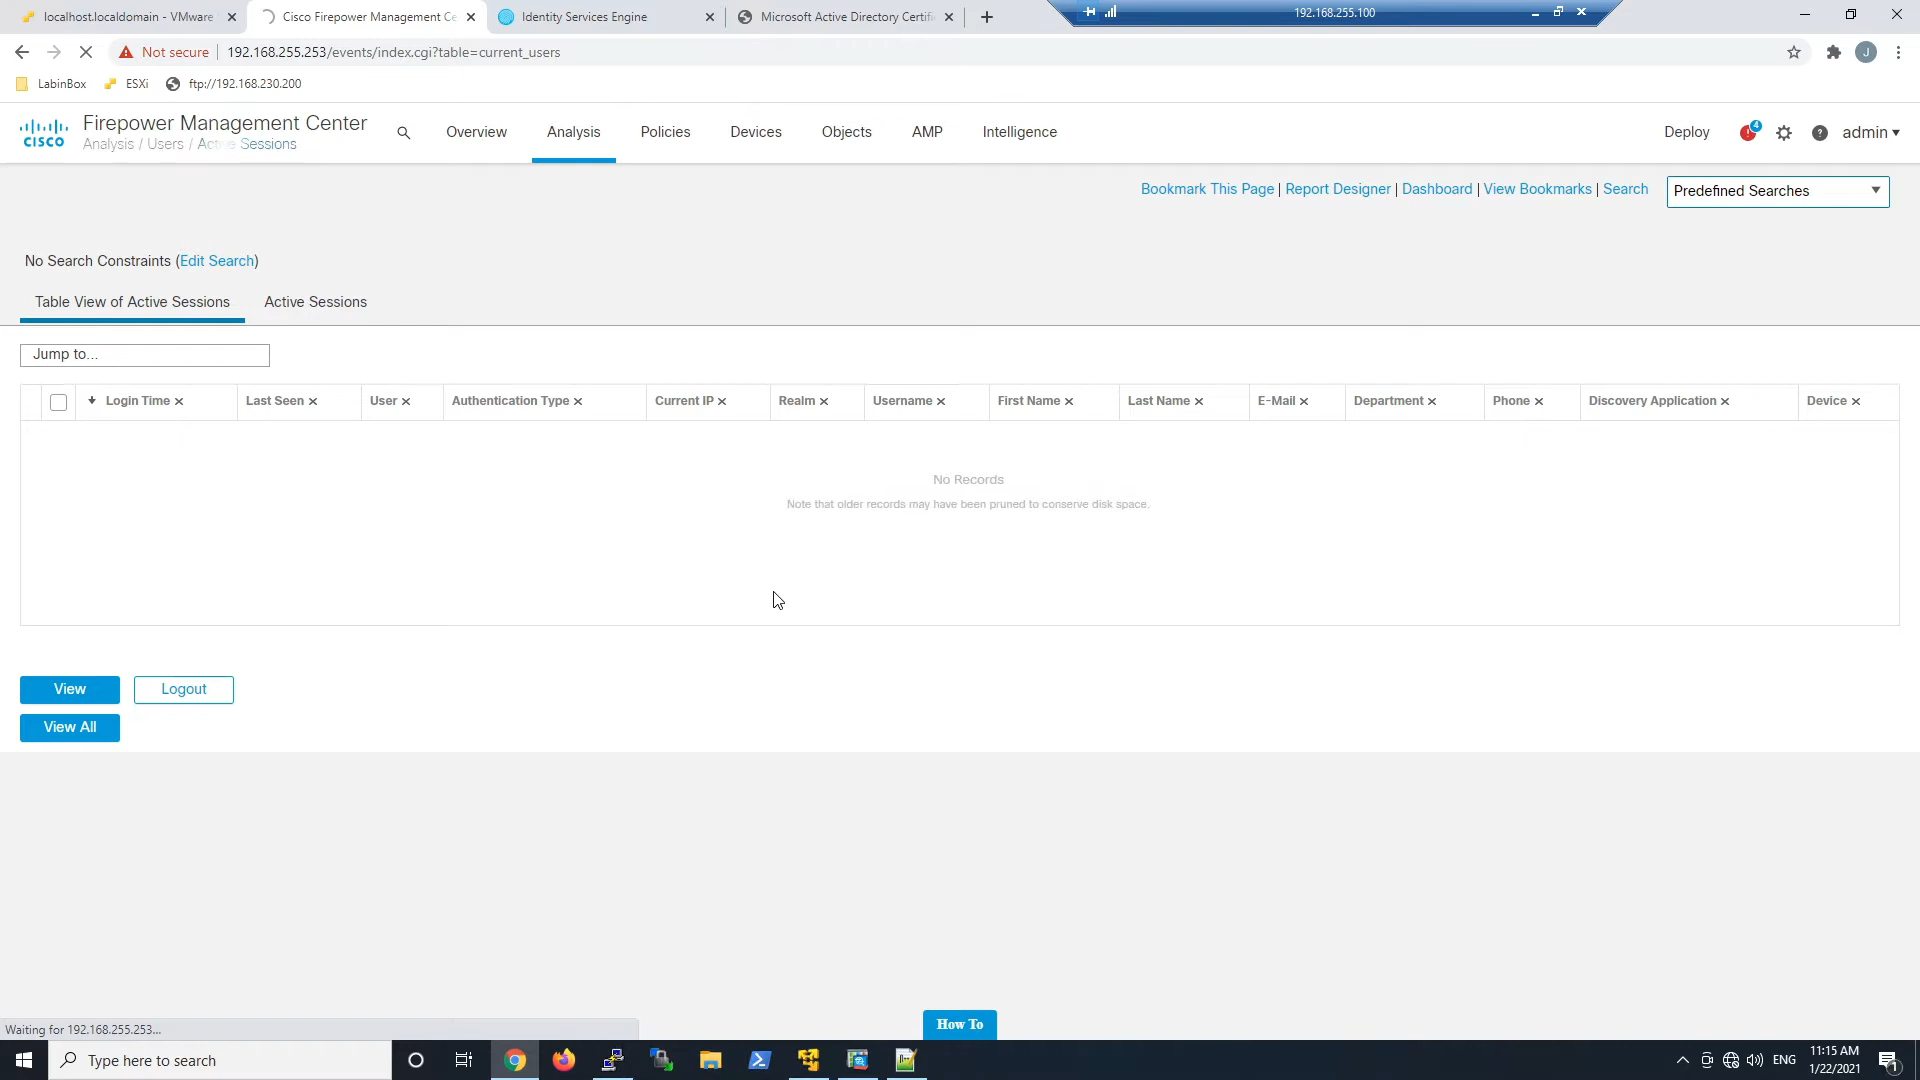 localhost.localdomain - VMware
Cisco Firepower Management Ce
Identity Services Engine
Microsoft Active Directory Certifi
192.168.255.100
Not secure
192.168.255.253/events/index.cgi?table=current_users
J
LabinBox
ESXi
ftp://192.168.230.200
CISCO
Firepower Management Center
Analysis / Users / Active Sessions
Overview
Analysis
Policies
Devices
Objects
AMP
Intelligence
Deploy
4
admin
Bookmark This Page | Report Designer | Dashboard | View Bookmarks | Search
Predefined Searches
No Search Constraints (Edit Search)
Table View of Active Sessions
Active Sessions
Jump to...
Login Time
Last Seen
User
Authentication Type
Current IP
Realm
Username
First Name
Last Name
E-Mail
Department
Phone
Discovery Application
Device
No Records
Note that older records may have been pruned to conserve disk space.
View
Logout
View All
Waiting for 192.168.255.253...
How To
Type here to search
ENG
11:15 AM
1/22/2021
1